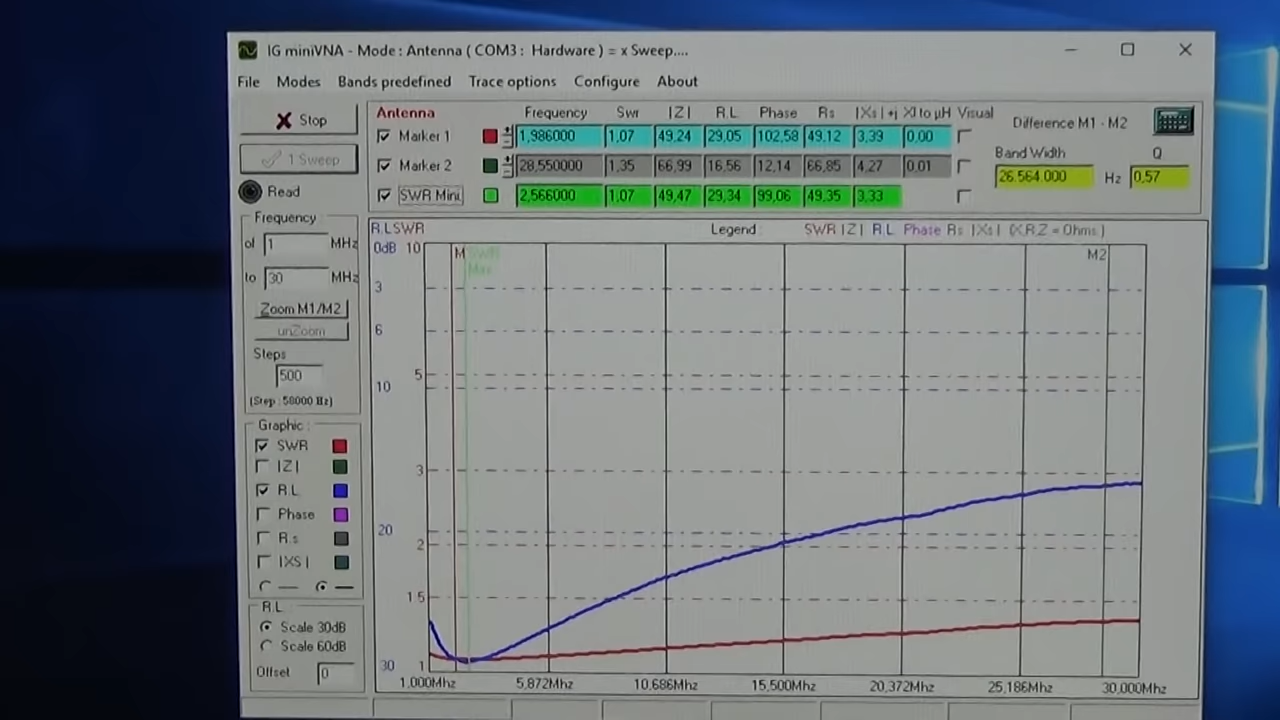 IG miniVNA - Mode : Antenna ( COM3 : Hardware ) = x Sweep....
File Modes Bands predefined Trace options Configure About
Stop
1 Sweep
Read
Antenna Frequency Swr |Z| R.L Phase Rs |Xs| +j XI to µH Visual
Marker 1 1,986000 1,07 49,24 29,05 102,58 49,12 3,39 0,00
Marker 2 28,550000 1,35 66,99 16,56 12,14 66,85 4,27 0,01
SWR Mini. 2,566000 1,07 49,47 29,34 99,06 49,35 3,33
Difference M1 - M2
Band Width Q
26.564.000 Hz 0,57
Frequency
of 1 MHz
to 30 MHz
Zoom M1/M2
unZoom
Steps
500
(Step : 58000 Hz)
Graphic :
SWR
|Z|
R.L
Phase
R.s
|XS|
R.L
Scale 30dB
Scale 60dB
Offset 0
R.LSWR Legend SWR |Z| R.L Phase Rs |Xs| (X.R.Z = Ohms )
0dB 10
M SWR Max M2
3
6
5
10
3
20
2
1 5
30 1
1,000Mhz 5,872Mhz 10,686Mhz 15,500Mhz 20,372Mhz 25,186Mhz 30,000Mhz